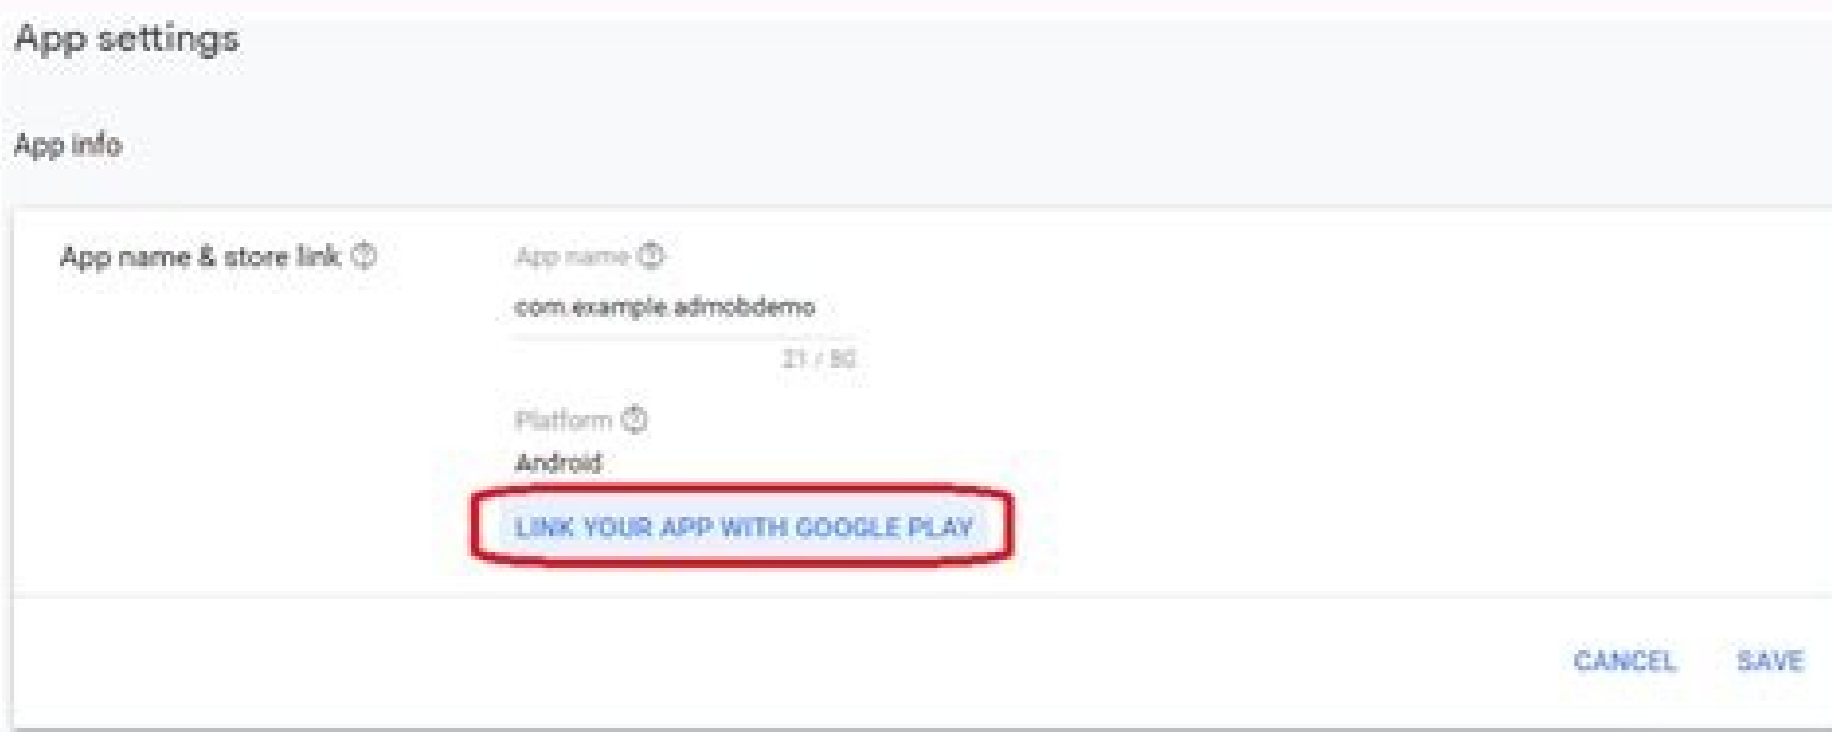 App settings
App info
App name & store link
App name
com.example.admobdemo
21 / 80
Platform
Android
LINK YOUR APP WITH GOOGLE PLAY
CANCEL
SAVE